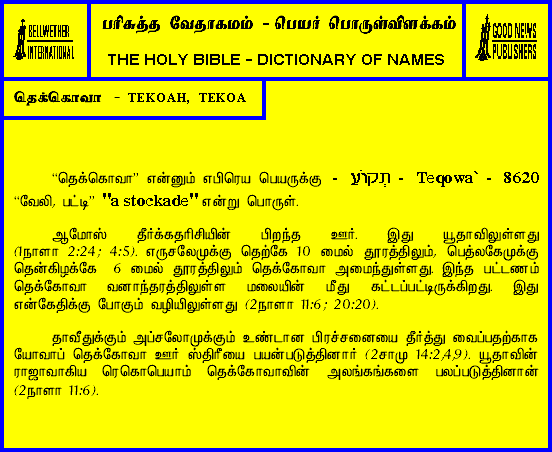 BELLWETHER
INTERNATIONAL
பரிசுத்த வேதாகமம் - பெயர் பொருள்விளக்கம்
THE HOLY BIBLE - DICTIONARY OF NAMES
GOOD NEWS
PUBLISHERS
தெக்கொவா - TEKOAH, TEKOA
“தெக்கொவா” என்னும் எபிரெய பெயருக்கு - תְּקוֹעַ - Teqowa` - 8620
“வேலி, பட்டி” "a stockade" என்று பொருள்.
ஆமோஸ் தீர்க்கதரிசியின் பிறந்த ஊர். இது யூதாவிலுள்ளது
(1நாளா 2:24; 4:5). எருசலேமுக்கு தெற்கே 10 மைல் தூரத்திலும், பெத்லகேமுக்கு
தென்கிழக்கே 6 மைல் தூரத்திலும் தெக்கொவா அமைந்துள்ளது. இந்த பட்டணம்
தெக்கொவா வனாந்தரத்திலுள்ள மலையின் மீது கட்டப்பட்டிருக்கிறது. இது
என்கேதிக்கு போகும் வழியிலுள்ளது (2நாளா 11:6; 20:20).
தாவீதுக்கும் அப்சலோமுக்கும் உண்டான பிரச்சனையை தீர்த்து வைப்பதற்காக
யோவாப் தெக்கோவா ஊர் ஸ்திரீயை பயன்படுத்தினார் (2சாமு 14:2,4,9). யூதாவின்
ராஜாவாகிய ரெகொபெயாம் தெக்கோவாவின் அலங்கங்களை பலப்படுத்தினான்
(2நாளா 11:6).